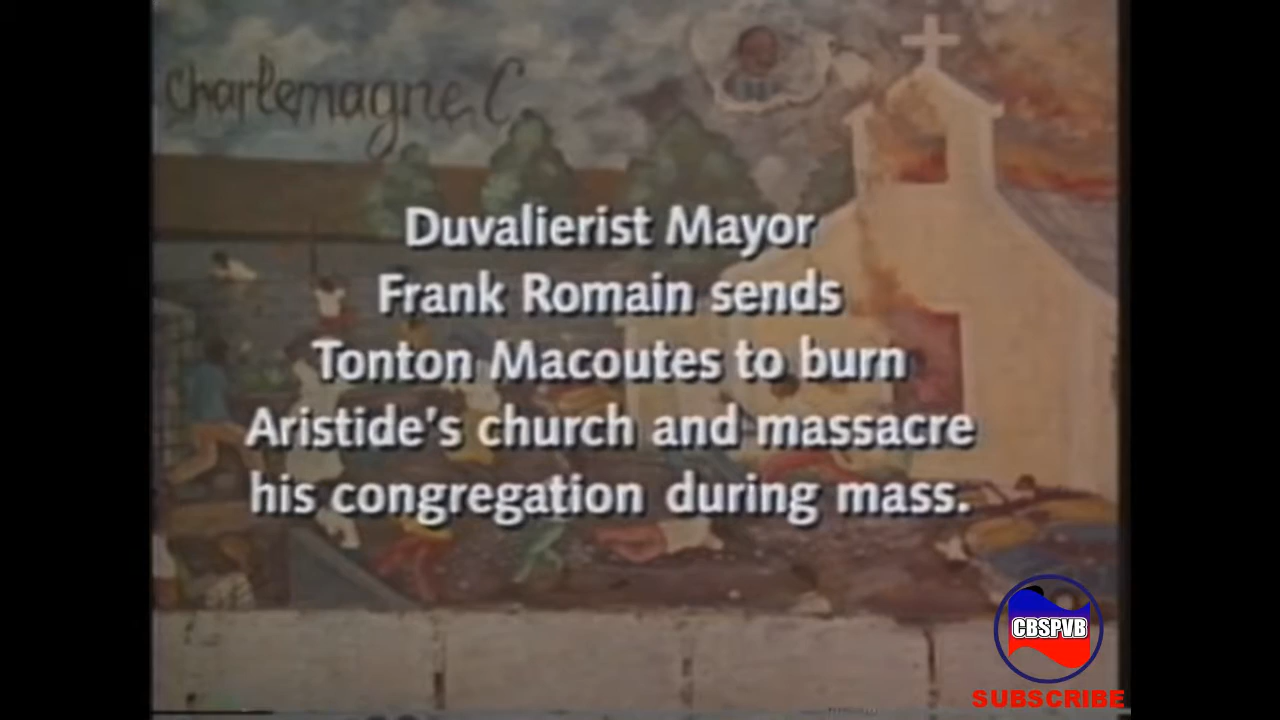 Charlemagne C.
Duvalierist Mayor
Frank Romain sends
Tonton Macoutes to burn
Aristide's church and massacre
his congregation during mass.
CBSPVB
SUBSCRIBE